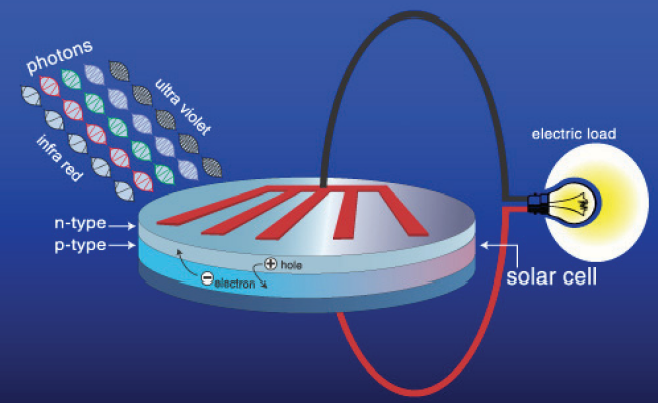 photons
ultra violet
infra red
electric load
n-type
p-type
+ hole
− electron
solar cell